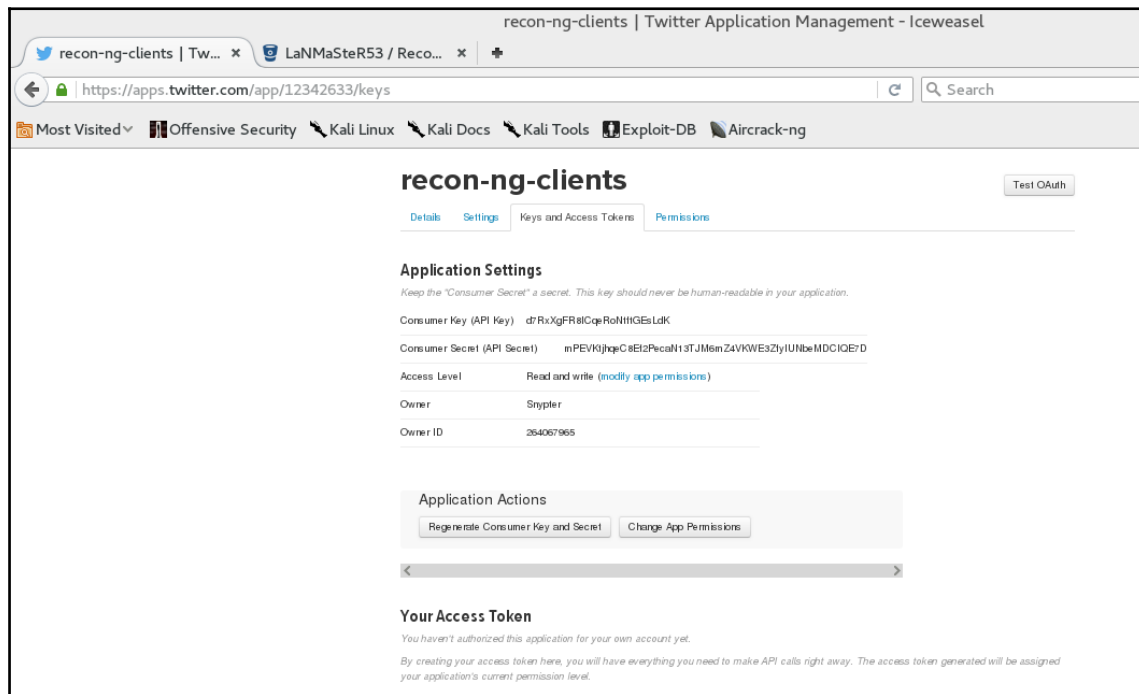 recon-ng-clients | Twitter Application Management - Iceweasel
recon-ng-clients | Tw... LaNMaSteR53 / Reco...
https://apps.twitter.com/app/12342633/keys Search
Most Visited Offensive Security Kali Linux Kali Docs Kali Tools Exploit-DB Aircrack-ng
recon-ng-clients Test OAuth
Details Settings Keys and Access Tokens Permissions
Application Settings
Keep the "Consumer Secret" a secret. This key should never be human-readable in your application.
Consumer Key (API Key)
Consumer Secret (API Secret)
Access Level Read and write (modify app permissions)
Owner Snypter
Owner ID 264067965
Application Actions
Regenerate Consumer Key and Secret Change App Permissions
Your Access Token
You haven't authorized this application for your own account yet.
By creating your access token here, you will have everything you need to make API calls right away. The access token generated will be assigned
your application's current permission level.